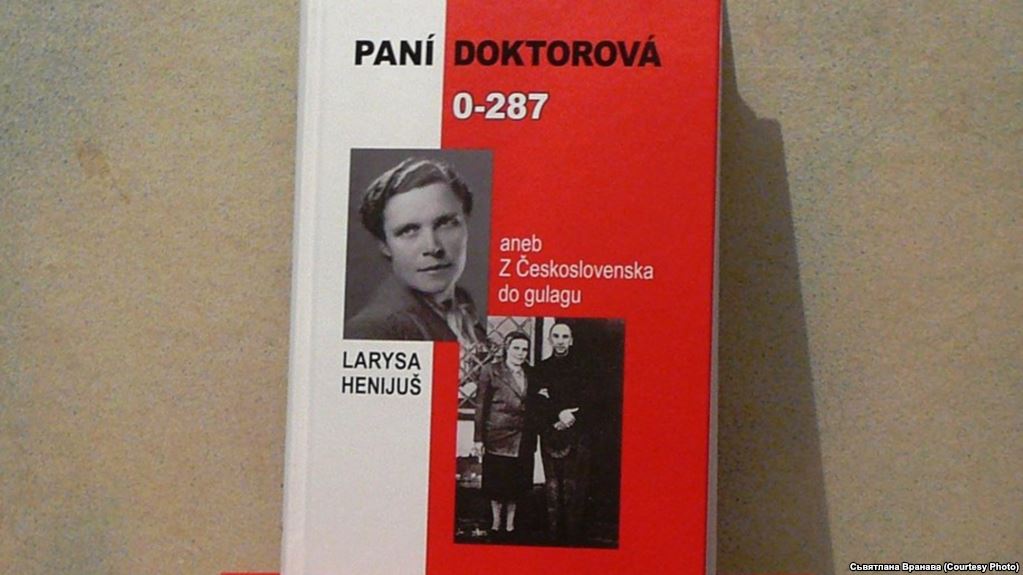 PANÍ DOKTOROVÁ
0-287
aneb
Z Československa
do gulagu
LARYSA
HENIJUŠ
Сьвятлана Вранава (Courtesy Photo)